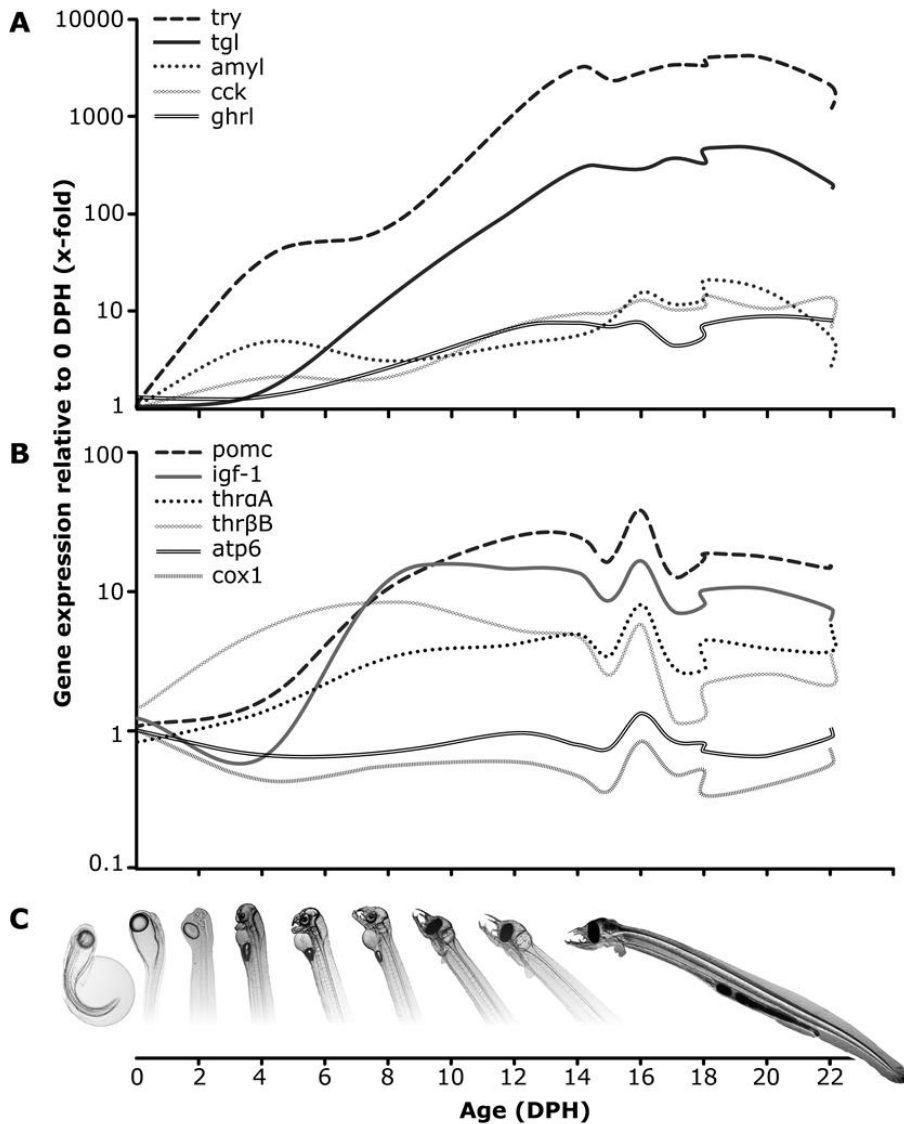 A
10000
1000
100
10
1
try
tgl
amyl
cck
ghrl
Gene expression relative to 0 DPH (x-fold)
B
100
10
1
0.1
pomc
igf-1
thrαA
thrβB
atp6
cox1
C
0 2 4 6 8 10 12 14 16 18 20 22
Age (DPH)